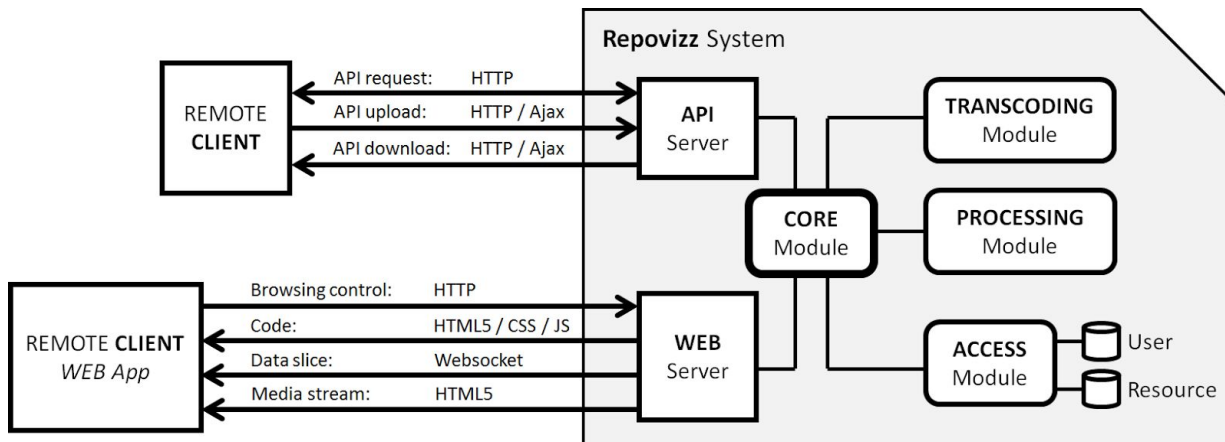 Repovizz System
REMOTE
CLIENT
API request: HTTP
API upload: HTTP / Ajax
API download: HTTP / Ajax
API
Server
TRANSCODING
Module
CORE
Module
PROCESSING
Module
REMOTE CLIENT
WEB App
Browsing control: HTTP
Code: HTML5 / CSS / JS
Data slice: Websocket
Media stream: HTML5
WEB
Server
ACCESS
Module
User
Resource